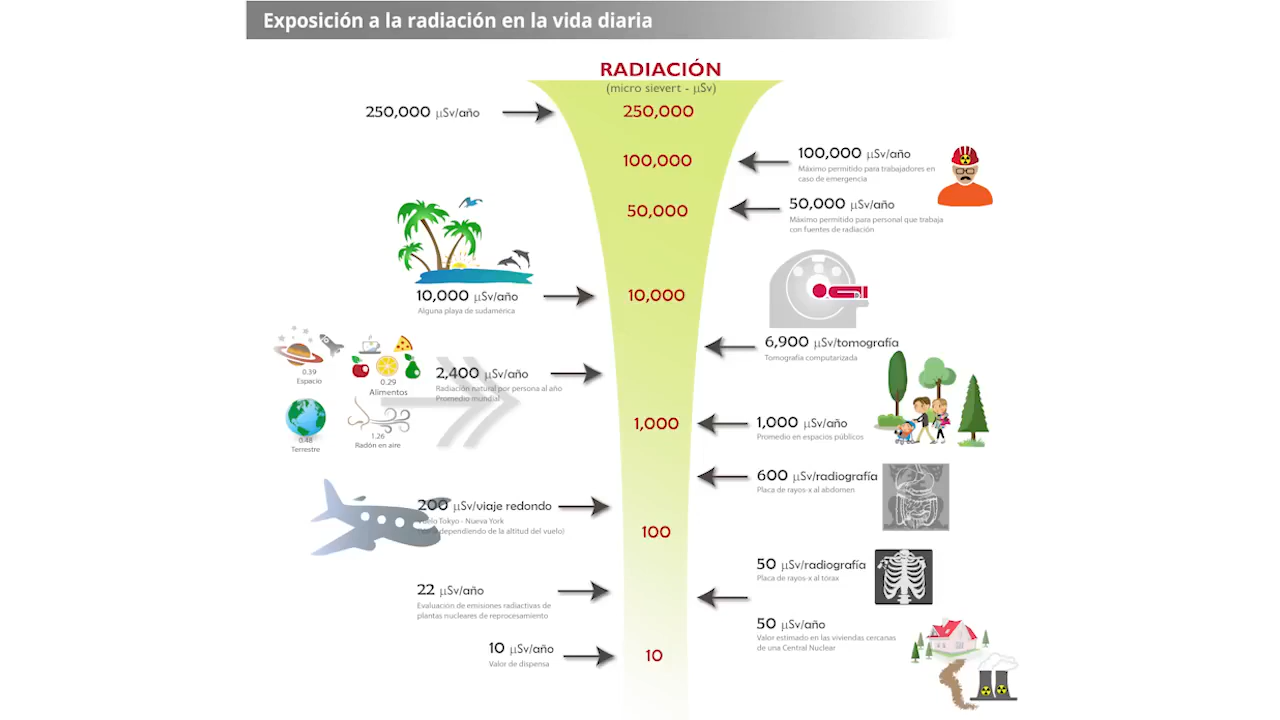 Exposición a la radiación en la vida diaria
RADIACIÓN
(micro sievert - µSv)
250,000 µSv/año
250,000
100,000
100,000 µSv/año
Máximo permitido para trabajadores en
caso de emergencia
50,000
50,000 µSv/año
Máximo permitido para personal que trabaja
con fuentes de radiación
10,000 µSv/año
Alguna playa de sudamérica
10,000
6,900 µSv/tomografía
Tomografía computarizada
0.39
Espacio
0.29
Alimentos
0.48
Terrestre
1.26
Radón en aire
2,400 µSv/año
Radiación natural por persona al año
Promedio mundial
1,000
1,000 µSv/año
Promedio en espacios públicos
600 µSv/radiografía
Placa de rayos-x al abdomen
200 µSv/viaje redondo
Tokyo - Nueva York
dependiendo de la altitud del vuelo)
100
50 µSv/radiografía
Placa de rayos-x al tórax
22 µSv/año
Evaluación de emisiones radiactivas de
plantas nucleares de reprocesamiento
50 µSv/año
Valor estimado en las viviendas cercanas
de una Central Nuclear
10 µSv/año
Valor de dispensa
10